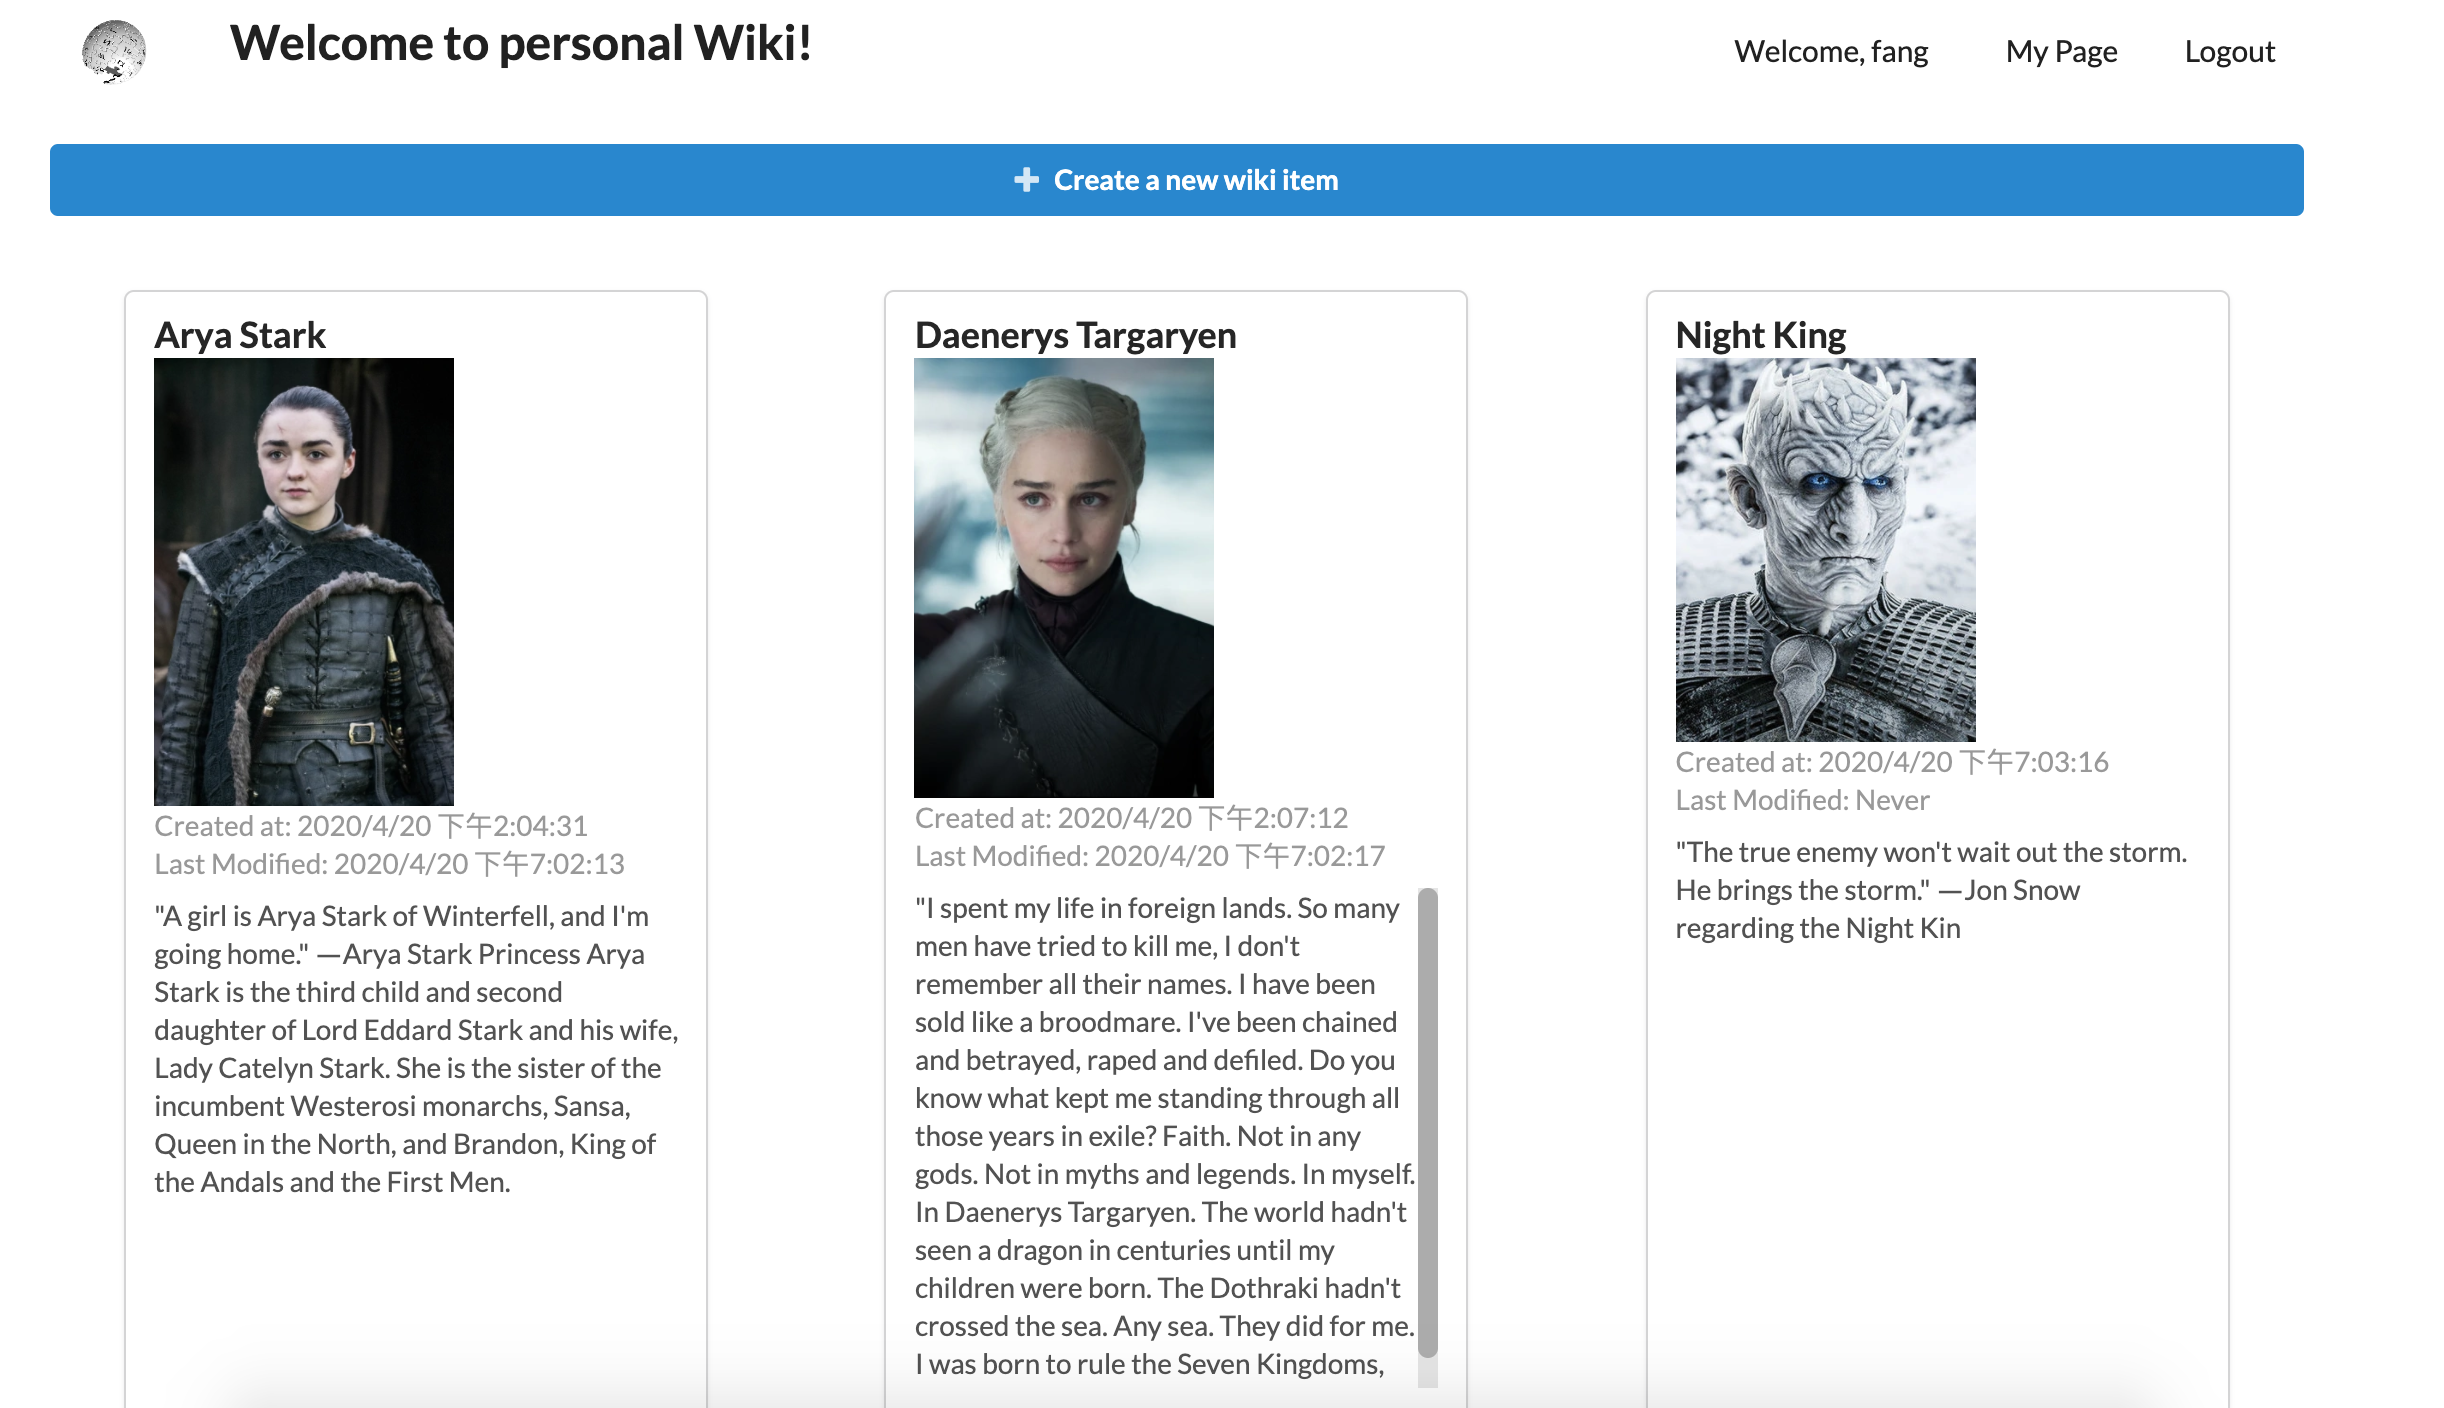 Welcome to personal Wiki!
Welcome, fang
My Page
Logout
Create a new wiki item
Arya Stark
Created at: 2020/4/20 下午2:04:31
Last Modified: 2020/4/20 下午7:02:13
"A girl is Arya Stark of Winterfell, and I'm
going home." —Arya Stark Princess Arya
Stark is the third child and second
daughter of Lord Eddard Stark and his wife,
Lady Catelyn Stark. She is the sister of the
incumbent Westerosi monarchs, Sansa,
Queen in the North, and Brandon, King of
the Andals and the First Men.
Daenerys Targaryen
Created at: 2020/4/20 下午2:07:12
Last Modified: 2020/4/20 下午7:02:17
"I spent my life in foreign lands. So many
men have tried to kill me, I don't
remember all their names. I have been
sold like a broodmare. I've been chained
and betrayed, raped and defiled. Do you
know what kept me standing through all
those years in exile? Faith. Not in any
gods. Not in myths and legends. In myself.
In Daenerys Targaryen. The world hadn't
seen a dragon in centuries until my
children were born. The Dothraki hadn't
crossed the sea. Any sea. They did for me.
I was born to rule the Seven Kingdoms,
Night King
Created at: 2020/4/20 下午7:03:16
Last Modified: Never
"The true enemy won't wait out the storm.
He brings the storm." —Jon Snow
regarding the Night Kin